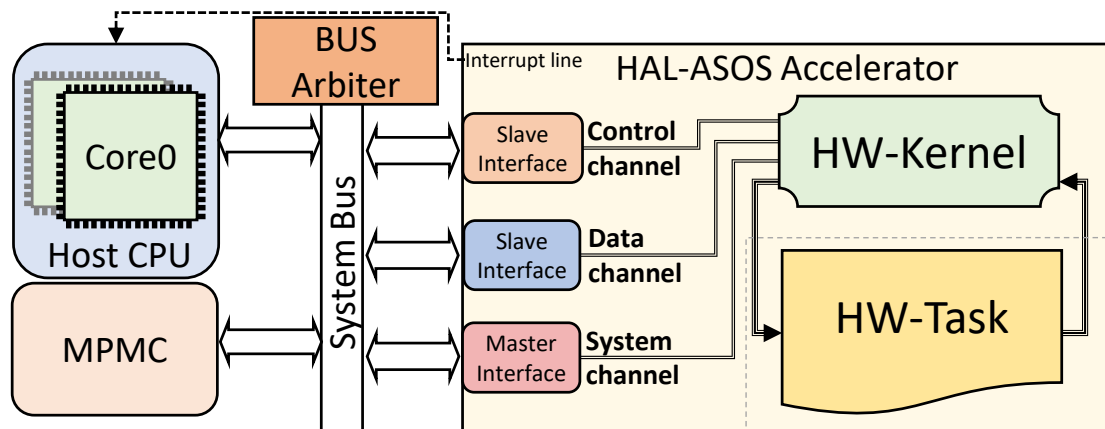 BUS
Arbiter
Interrupt line
HAL-ASOS Accelerator
Core0
Host CPU
MPMC
System Bus
Slave
Interface
Control
channel
HW-Kernel
Slave
Interface
Data
channel
HW-Task
Master
Interface
System
channel